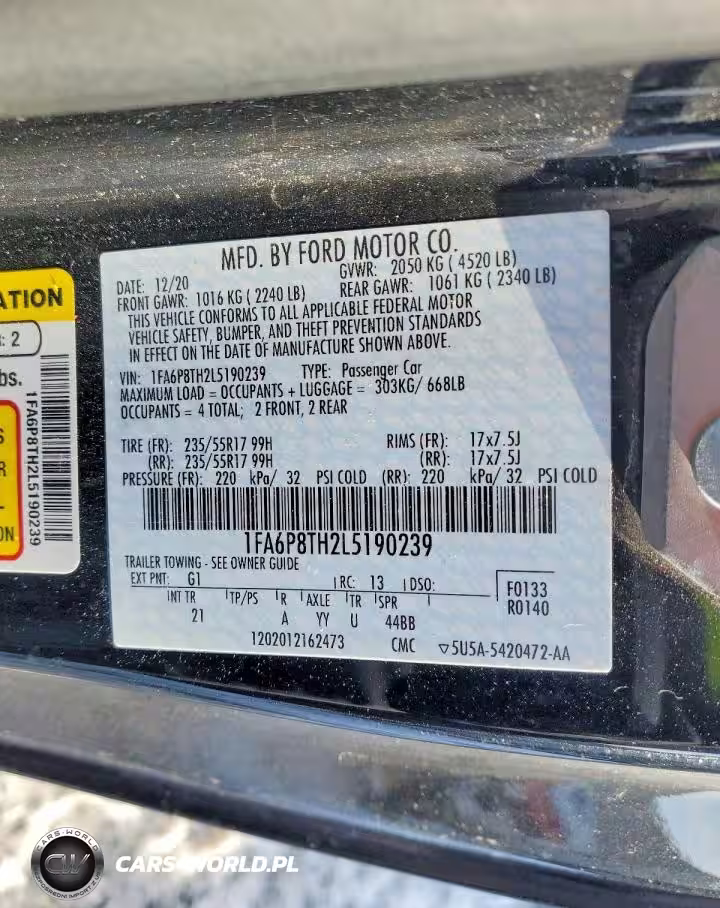 MFD. BY FORD MOTOR CO.
DATE: 12/20 GVWR: 2050 KG ( 4520 LB)
FRONT GAWR: 1016 KG ( 2240 LB) REAR GAWR: 1061 KG ( 2340 LB)
THIS VEHICLE CONFORMS TO ALL APPLICABLE FEDERAL MOTOR
VEHICLE SAFETY, BUMPER, AND THEFT PREVENTION STANDARDS
IN EFFECT ON THE DATE OF MANUFACTURE SHOWN ABOVE.
VIN: 1FA6P8TH2L5190239 TYPE: Passenger Car
MAXIMUM LOAD = OCCUPANTS + LUGGAGE = 303KG/ 668LB
OCCUPANTS = 4 TOTAL; 2 FRONT, 2 REAR
TIRE (FR): 235/55R17 99H RIMS (FR): 17x7.5J
(RR): 235/55R17 99H (RR): 17x7.5J
PRESSURE (FR): 220 kPa/ 32 PSI COLD (RR): 220 kPa/ 32 PSI COLD
1FA6P8TH2L5190239
TRAILER TOWING - SEE OWNER GUIDE
EXT PNT: G1 RC: 13 DSO:
F0133
R0140
INT TR TP/PS R AXLE TR SPR
21 A YY U 44BB
1202012162473 CMC ▽5U5A-5420472-AA
ATION
: 2
bs.
1FA6P8TH2L5190239
S
R
L-
ON
CARS-WORLD
CW
CARS-WORLD.PL